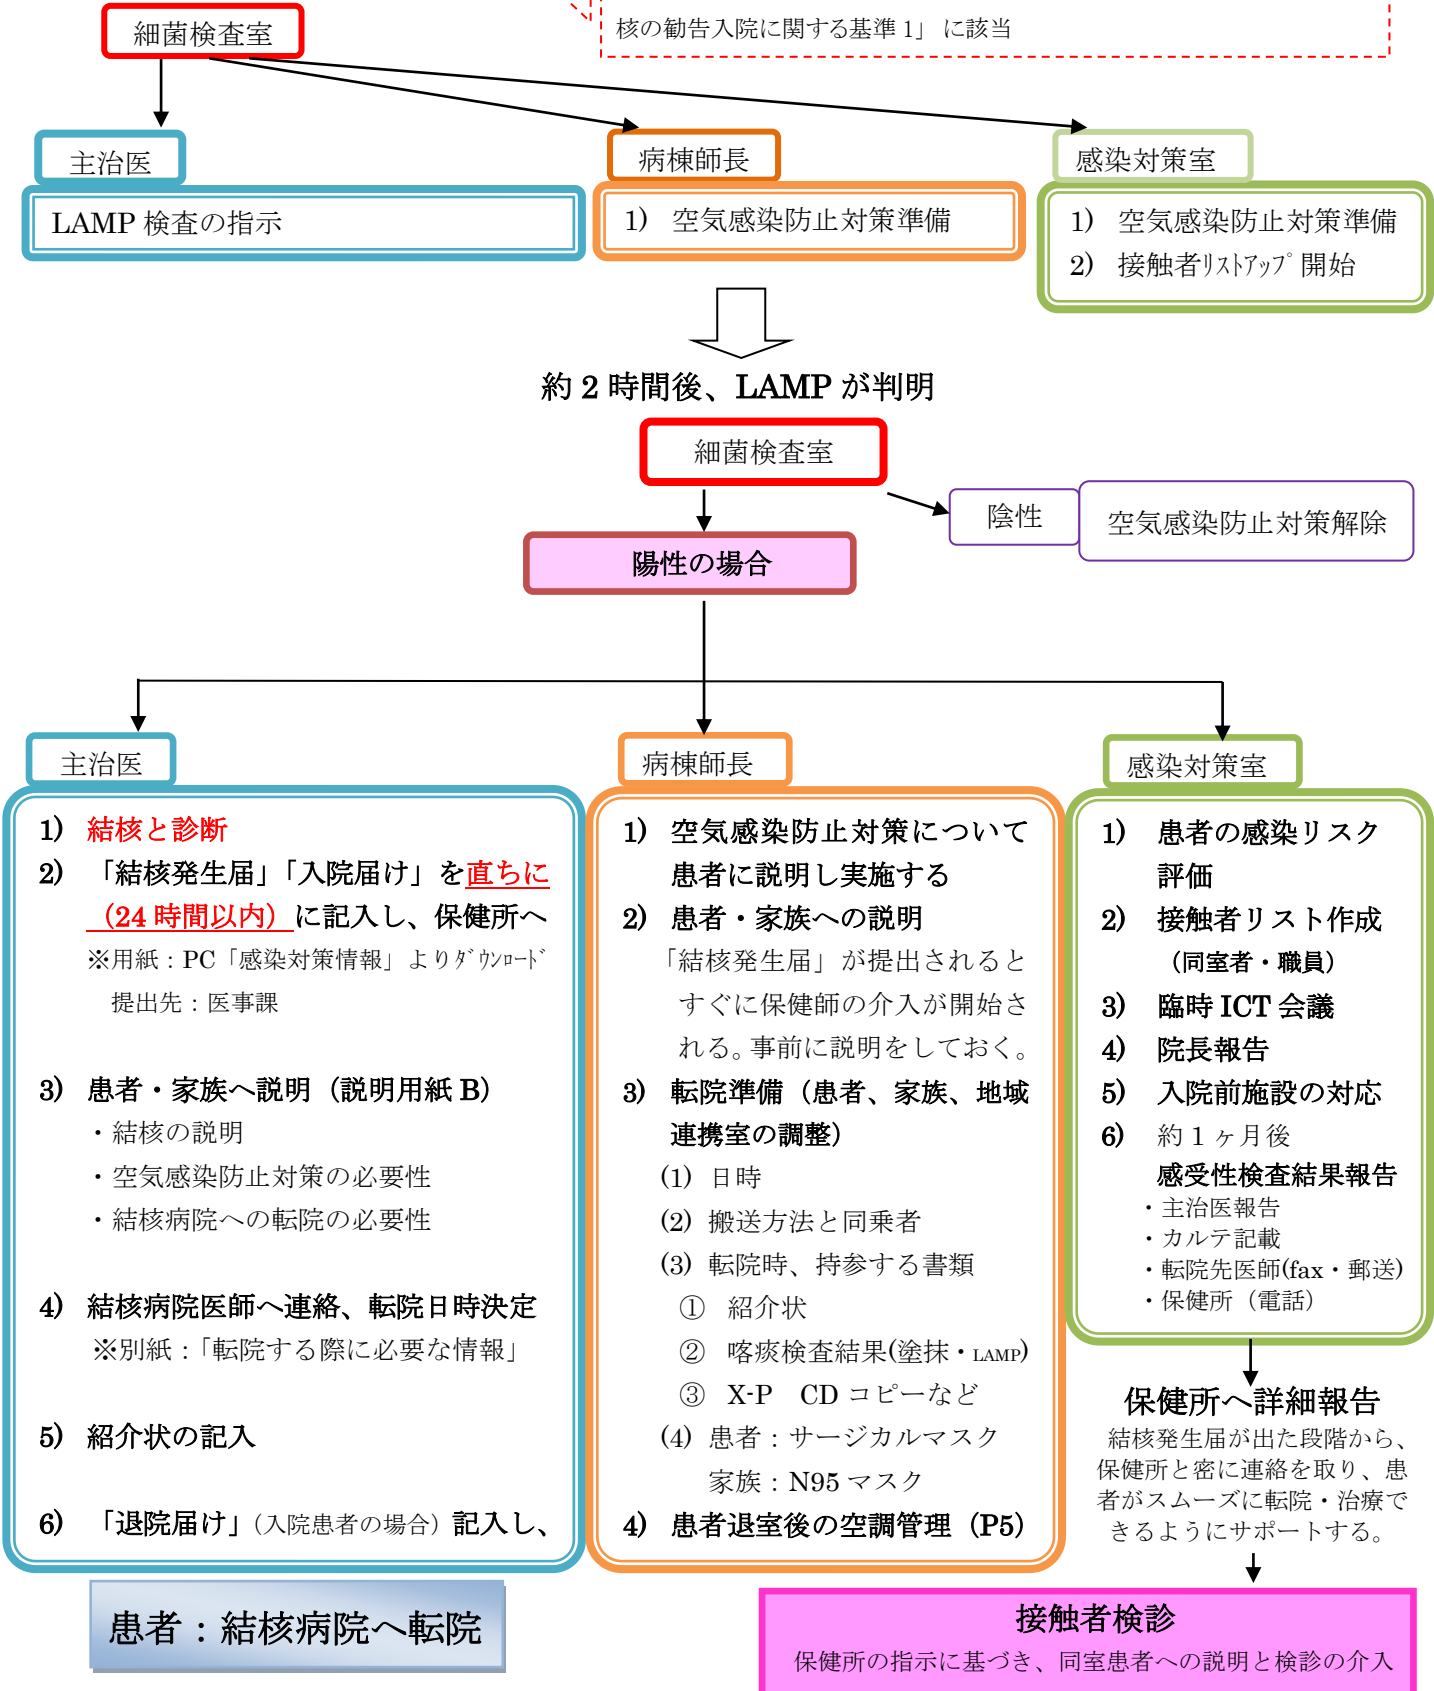 核の勧告入院に関する基準 1」 に該当
細菌検査室
主治医
LAMP 検査の指示
病棟師長
1) 空気感染防止対策準備
感染対策室
1) 空気感染防止対策準備
2) 接触者ﾘｽﾄｱｯﾌﾟ開始
約 2 時間後、LAMP が判明
細菌検査室
陰性
空気感染防止対策解除
陽性の場合
主治医
1) 結核と診断
2) 「結核発生届」「入院届け」を直ちに
（24 時間以内）に記入し、保健所へ
※用紙：PC「感染対策情報」よりﾀﾞｳﾝﾛｰﾄﾞ
提出先：医事課
3) 患者・家族へ説明（説明用紙 B）
・結核の説明
・空気感染防止対策の必要性
・結核病院への転院の必要性
4) 結核病院医師へ連絡、転院日時決定
※別紙：「転院する際に必要な情報」
5) 紹介状の記入
6) 「退院届け」（入院患者の場合）記入し、
病棟師長
1) 空気感染防止対策について
患者に説明し実施する
2) 患者・家族への説明
「結核発生届」が提出されると
すぐに保健師の介入が開始さ
れる。事前に説明をしておく。
3) 転院準備（患者、家族、地域
連携室の調整）
(1) 日時
(2) 搬送方法と同乗者
(3) 転院時、持参する書類
① 紹介状
② 喀痰検査結果(塗抹・LAMP)
③ X-P CD コピーなど
(4) 患者：サージカルマスク
家族：N95 マスク
4) 患者退室後の空調管理（P5）
感染対策室
1) 患者の感染リスク
評価
2) 接触者リスト作成
（同室者・職員）
3) 臨時 ICT 会議
4) 院長報告
5) 入院前施設の対応
6) 約 1 ヶ月後
感受性検査結果報告
・主治医報告
・カルテ記載
・転院先医師(fax・郵送)
・保健所（電話）
保健所へ詳細報告
結核発生届が出た段階から、
保健所と密に連絡を取り、患
者がスムーズに転院・治療で
きるようにサポートする。
患者：結核病院へ転院
接触者検診
保健所の指示に基づき、同室患者への説明と検診の介入